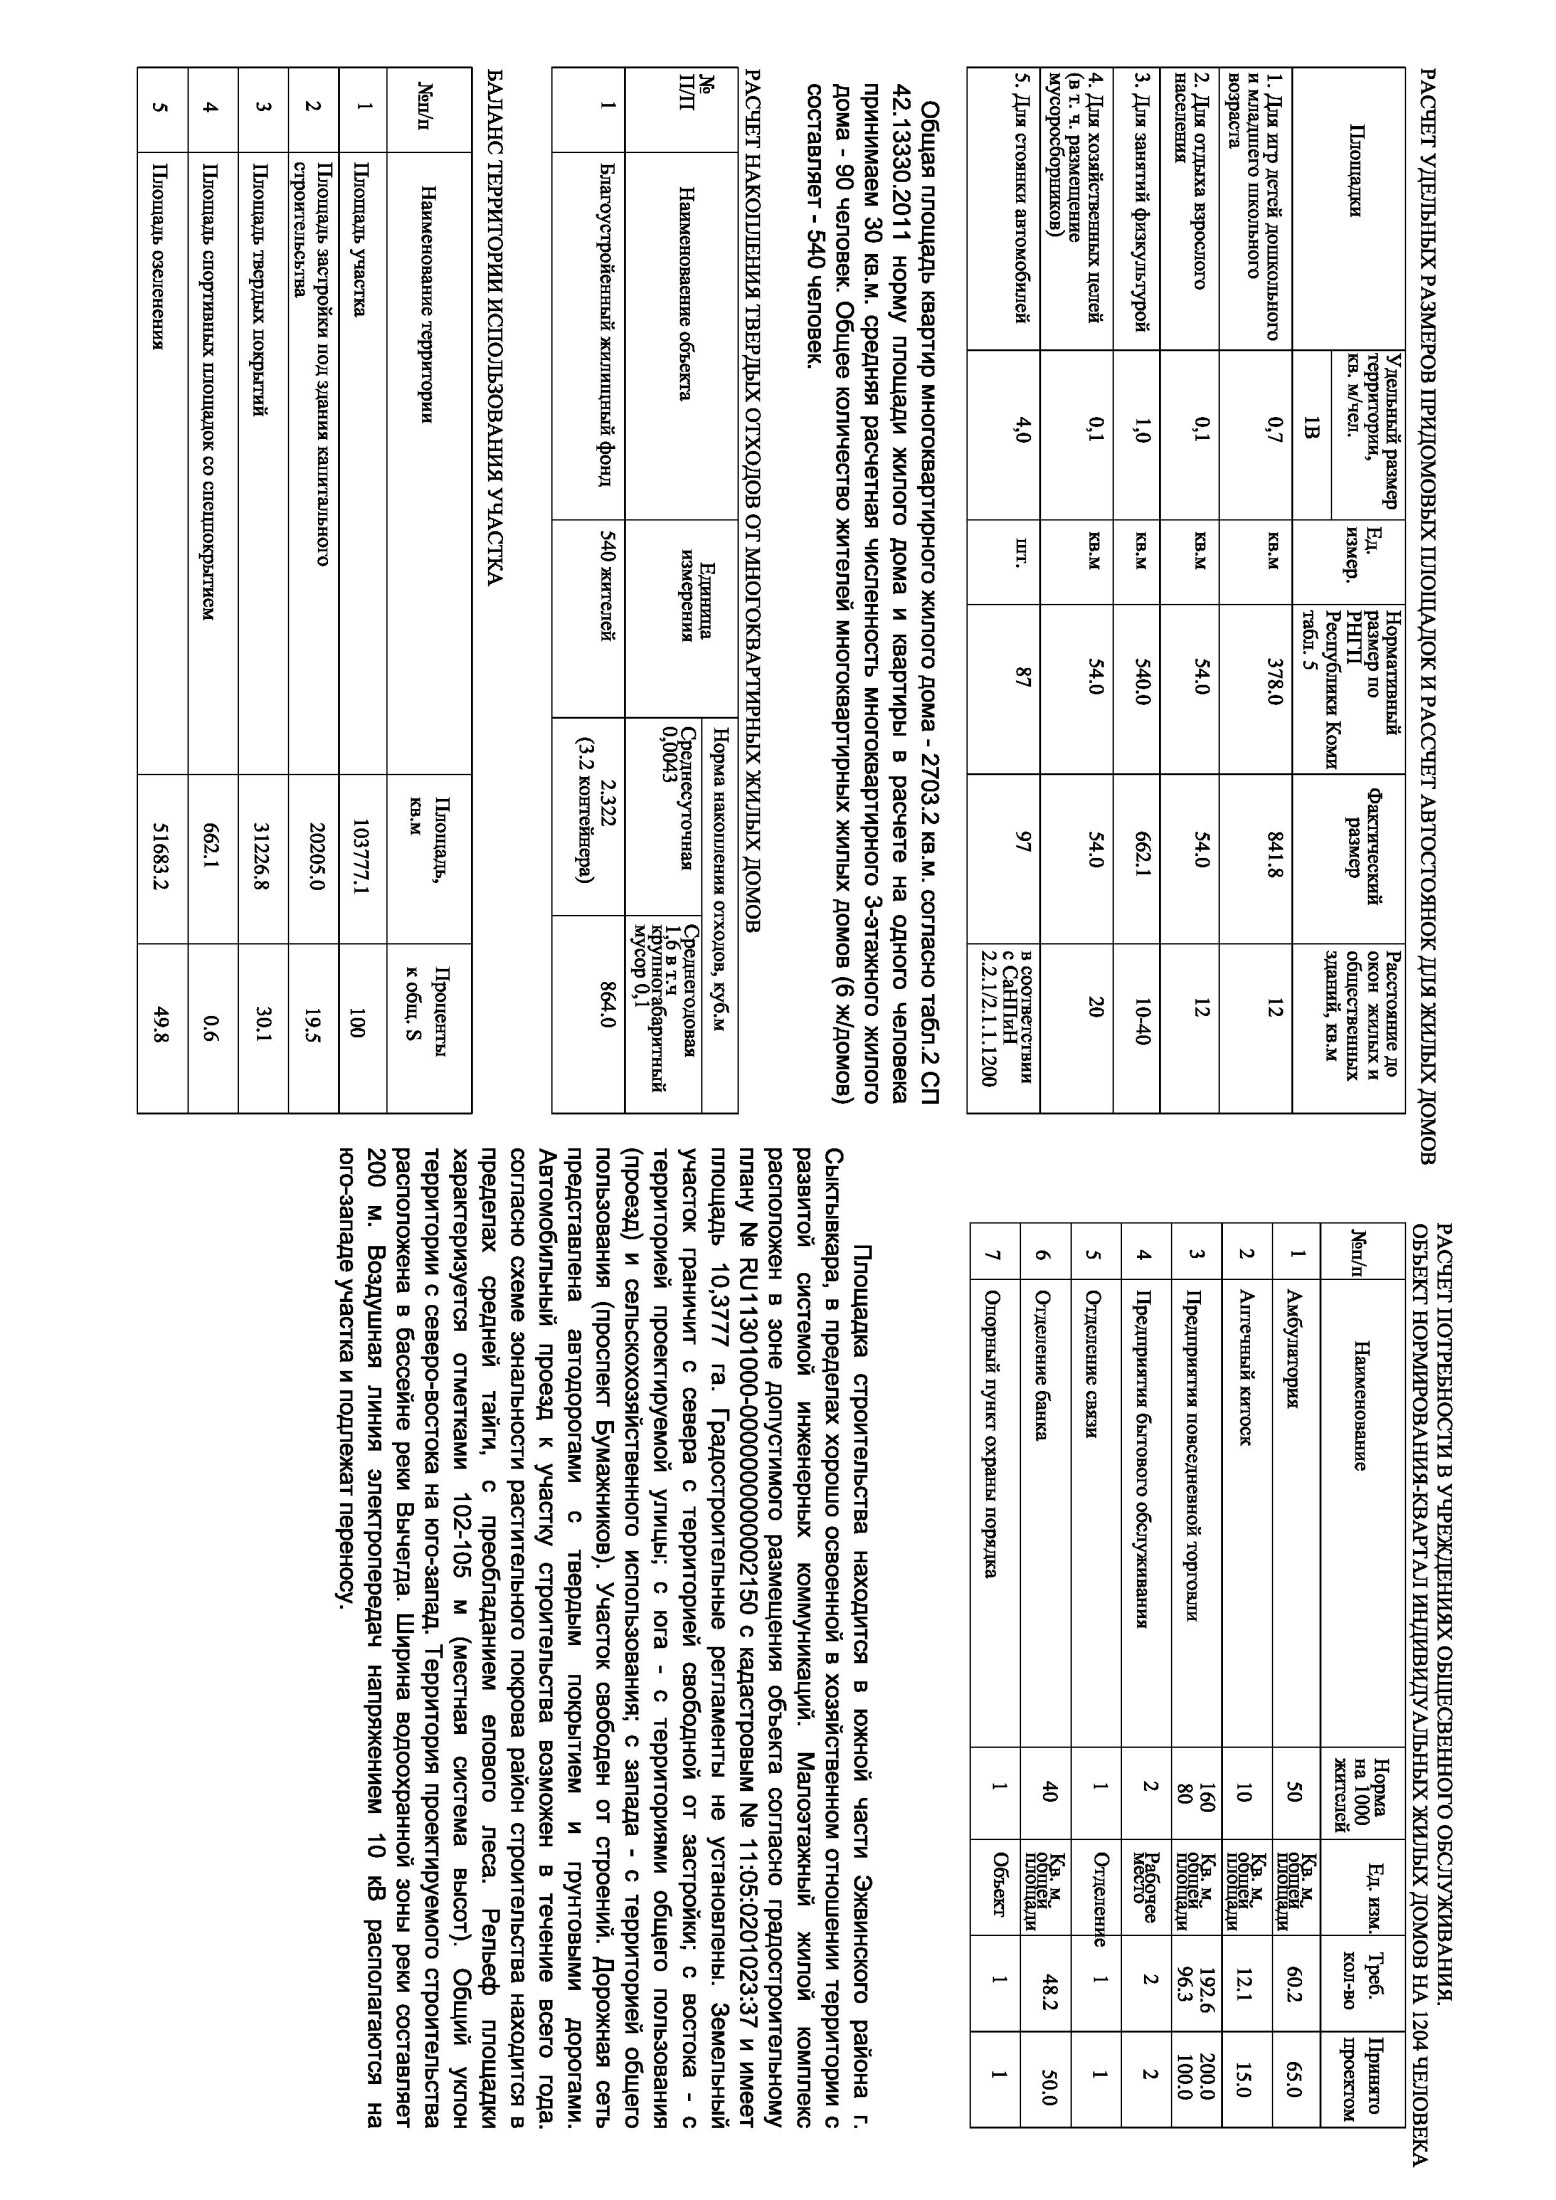 РАСЧЕТ УДЕЛЬНЫХ РАЗМЕРОВ ПРИДОМОВЫХ ПЛОЩАДОК И РАССЧЕТ АВТОСТОЯНОК ДЛЯ ЖИЛЫХ ДОМОВ
Площадки
Удельный размер
территории,
кв. м/чел.
1В
Ед.
измер.
Нормативный
размер по
РНГП
Республики Коми
табл. 5
Фактический
размер
Расстояние до
окон жилых и
общественных
зданий, кв.м
1. Для игр детей дошкольного
и младшего школьного
возраста
0,7
кв.м
378.0
841.8
12
2. Для отдыха взрослого
населения
0,1
кв.м
54.0
54.0
12
3. Для занятий физкультурой
1,0
кв.м
540.0
662.1
10-40
4. Для хозяйственных целей
(в т. ч. размещение
мусоросборников)
0,1
кв.м
54.0
54.0
20
5. Для стоянки автомобилей
4,0
шт.
87
97
в соответствии
с СаНПиН
2.2.1/2.1.1.1200
Общая площадь квартир многоквартирного жилого дома - 2703.2 кв.м. согласно табл.2 СП
42.13330.2011 норму площади жилого дома и квартиры в расчете на одного человека
принимаем 30 кв.м. средняя расчетная численность многоквартирного 3-этажного жилого
дома - 90 человек. Общее количество жителей многоквартирных жилых домов (6 ж/домов)
составляет - 540 человек.
РАСЧЕТ НАКОПЛЕНИЯ ТВЕРДЫХ ОТХОДОВ ОТ МНОГОКВАРТИРНЫХ ЖИЛЫХ ДОМОВ
№
П/П
Наименоваение объекта
Единица
измерения
Норма накопления отходов, куб.м
Среднесуточная
0,0043
Среднегодовая
1,6 в т.ч
крупногабаритный
мусор 0,1
1
Благоустройенный жилищный фонд
540 жителей
2.322
(3.2 контейнера)
864.0
БАЛАНС ТЕРРИТОРИИ ИСПОЛЬЗОВАНИЯ УЧАСТКА
№п/п
Наименование территории
Площадь,
кв.м
Проценты
к общ. S
1
Площадь участка
103777.1
100
2
Площадь застройки под здания капитального
строительсьтва
20205.0
19.5
3
Площадь твердых покрытий
31226.8
30.1
4
Площадь спортивных площадок со спецпокрытием
662.1
0.6
5
Площадь озеленения
51683.2
49.8
РАСЧЕТ ПОТРЕБНОСТИ В УЧРЕЖДЕНИЯХ ОБЩЕСВЕННОГО ОБСЛУЖИВАНИЯ.
ОБЪЕКТ НОРМИРОВАНИЯ-КВАРТАЛ ИНДИВИДУАЛЬНЫХ ЖИЛЫХ ДОМОВ НА 1204 ЧЕЛОВЕКА
№п/п
Наименование
Норма
на 1000
жителей
Ед. изм.
Треб.
кол-во
Принято
проектом
1
Амбулатория
50
Кв. м.
общей
площади
60.2
65.0
2
Аптечный китоск
10
Кв. м.
общей
площади
12.1
15.0
3
Предприятия повседневной торговли
160
80
Кв. м.
общей
площади
192.6
96.3
200.0
100.0
4
Предприятия бытового обслуживания
2
Рабочее
место
2
2
5
Отделение связи
1
Отделение
1
1
6
Отделение банка
40
Кв. м.
общей
площади
48.2
50.0
7
Опорный пункт охраны порядка
1
Объект
1
1
Площадка строительства находится в южной части Эжвинского района г.
Сыктывкара, в пределах хорошо освоенной в хозяйственном отношении территории с
развитой системой инженерных коммуникаций. Малоэтажный жилой комплекс
расположен в зоне допустимого размещения объекта согласно градостроительному
плану № RU11301000-0000000000002150 с кадастровым № 11:05:0201023:37 и имеет
площадь 10,3777 га. Градостроительные регламенты не установлены. Земельный
участок граничит с севера с территорией свободной от застройки; с востока - с
территорией проектируемой улицы; с юга - с территориями общего пользования
(проезд) и сельскохозяйственного использования; с запада - с территорией общего
пользования (проспект Бумажников). Участок свободен от строений. Дорожная сеть
представлена автодорогами с твердым покрытием и грунтовыми дорогами.
Автомобильный проезд к участку строительства возможен в течение всего года.
согласно схеме зональности растительного покрова район строительства находится в
пределах средней тайги, с преобладанием елового леса. Рельеф площадки
характеризуется отметками 102-105 м (местная система высот). Общий уклон
территории с северо-востока на юго-запад. Территория проектируемого строительства
расположена в бассейне реки Вычегда. Ширина водоохранной зоны реки составляет
200 м. Воздушная линия электропередач напряжением 10 кВ располагаются на
юго-западе участка и подлежат переносу.